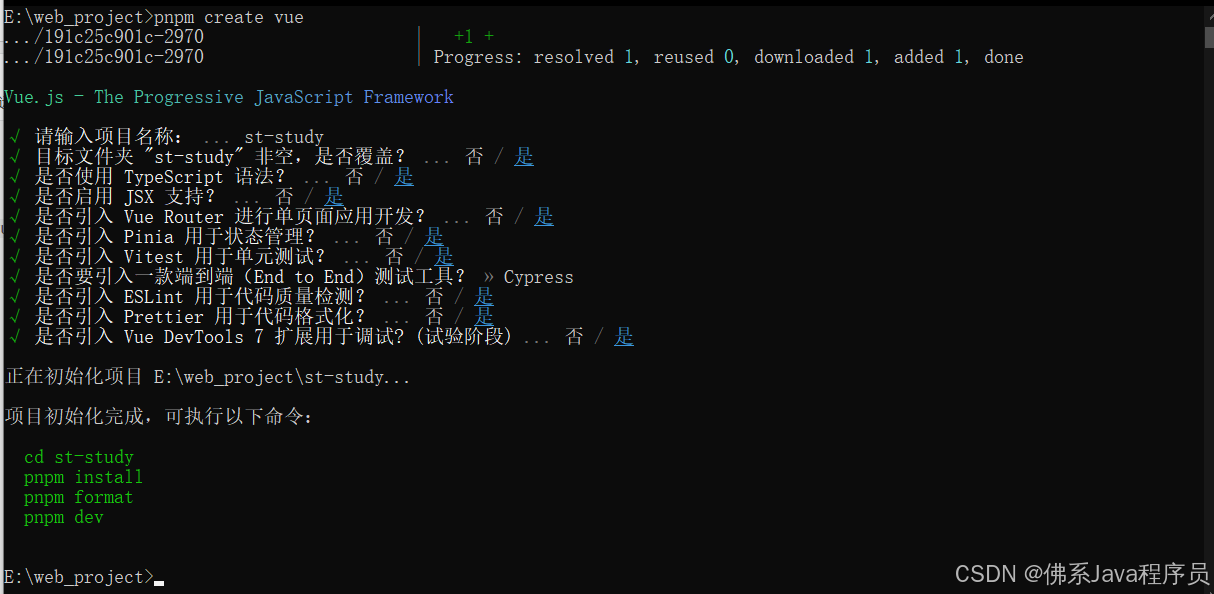 E:\web_project>pnpm create vue
.../191c25c901c-2970 | +1 +
.../191c25c901c-2970 | Progress: resolved 1, reused 0, downloaded 1, added 1, done
Vue.js - The Progressive JavaScript Framework
√ 请输入项目名称： ... st-study
√ 目标文件夹 "st-study" 非空，是否覆盖？ ... 否 / 是
√ 是否使用 TypeScript 语法？ ... 否 / 是
√ 是否启用 JSX 支持？ ... 否 / 是
√ 是否引入 Vue Router 进行单页面应用开发？ ... 否 / 是
√ 是否引入 Pinia 用于状态管理？ ... 否 / 是
√ 是否引入 Vitest 用于单元测试？ ... 否 / 是
√ 是否要引入一款端到端（End to End）测试工具？ » Cypress
√ 是否引入 ESLint 用于代码质量检测？ ... 否 / 是
√ 是否引入 Prettier 用于代码格式化？ ... 否 / 是
√ 是否引入 Vue DevTools 7 扩展用于调试? (试验阶段) ... 否 / 是
正在初始化项目 E:\web_project\st-study...
项目初始化完成，可执行以下命令：
cd st-study
pnpm install
pnpm format
pnpm dev
E:\web_project>
CSDN @佛系Java程序员